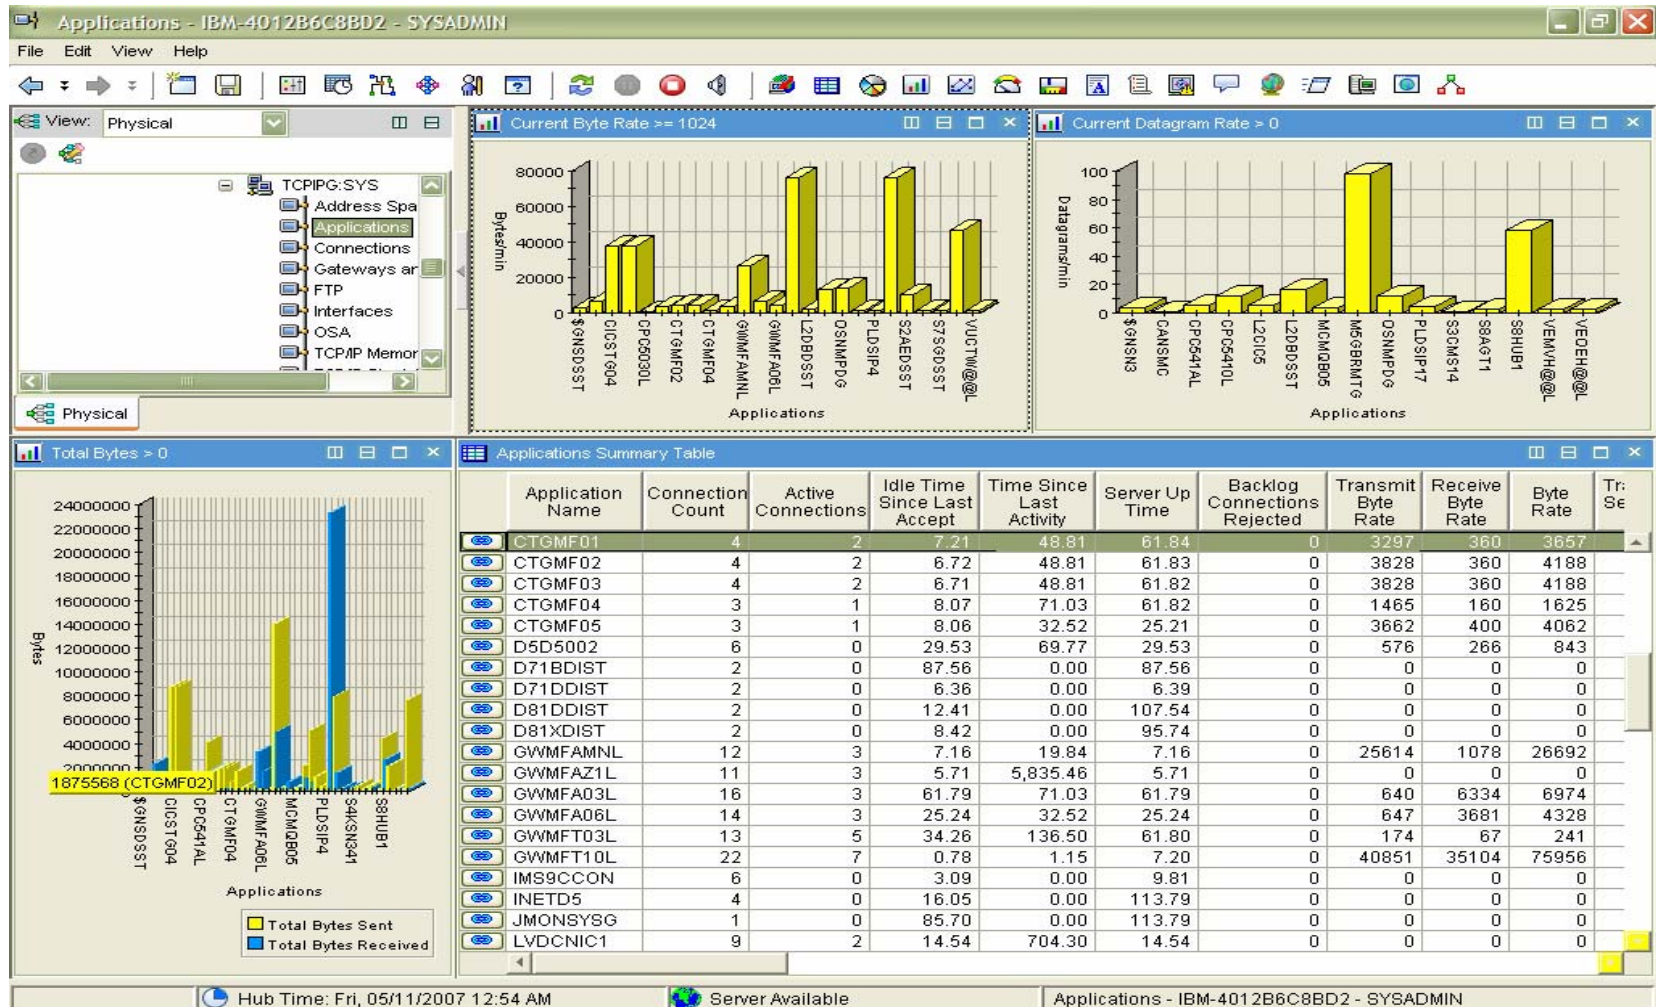 Applications - IBM-4012B6C8BD2 - SYSADMIN
File Edit View Help
View: Physical
TCPIPG:SYS
Address Spa
Applications
Connections
Gateways ar
FTP
Interfaces
OSA
TCP/IP Memor
Physical
Current Byte Rate >= 1024
80000
60000
40000
20000
0
Bytes/min
$GNSDSST
CICSTG04
CPC5030L
CTGMF02
CTGMF04
GWMFAMNL
GWMFA06L
L2DBDSST
OSNMPDG
PLDSIP4
S2AEDSST
S7SGDSST
VUCTW@@L
Applications
Current Datagram Rate > 0
100
80
60
40
20
0
Datagrams/min
$GNSN3
CANSMC
CPC541AL
CPC5410L
L2CIC5
L2DBDSST
MCMQB05
M5GBRMTG
OSNMPDG
PLDSIP17
S3CMS14
S8AGT1
S8HUB1
VEMVH@@L
VEDEH@@L
Applications
Total Bytes > 0
24000000
22000000
20000000
18000000
16000000
14000000
12000000
10000000
8000000
6000000
4000000
2000000
Bytes
1875568 (CTGMF02)
$GNSDSST
CICSTG04
CPC541AL
CTGMF04
GWMFA06L
MCMQB05
PLDSIP4
S4KSN341
S8HUB1
Applications
Total Bytes Sent
Total Bytes Received
Applications Summary Table
Application Name Connection Count Active Connections Idle Time Since Last Accept Time Since Last Activity Server Up Time Backlog Connections Rejected Transmit Byte Rate Receive Byte Rate Byte Rate Tr: Se
CTGMF01 4 2 7.21 48.81 61.84 0 3297 360 3657
CTGMF02 4 2 6.72 48.81 61.83 0 3828 360 4188
CTGMF03 4 2 6.71 48.81 61.82 0 3828 360 4188
CTGMF04 3 1 8.07 71.03 61.82 0 1465 160 1625
CTGMF05 3 1 8.06 32.52 25.21 0 3662 400 4062
D5D5002 6 0 29.53 69.77 29.53 0 576 266 843
D71BDIST 2 0 87.56 0.00 87.56 0 0 0 0
D71DDIST 2 0 6.36 0.00 6.39 0 0 0 0
D81DDIST 2 0 12.41 0.00 107.54 0 0 0 0
D81XDIST 2 0 8.42 0.00 95.74 0 0 0 0
GWMFAMNL 12 3 7.16 19.84 7.16 0 25614 1078 26692
GWMFAZ1L 11 3 5.71 5,835.46 5.71 0 0 0 0
GWMFA03L 16 3 61.79 71.03 61.79 0 640 6334 6974
GWMFA06L 14 3 25.24 32.52 25.24 0 647 3681 4328
GWMFT03L 13 5 34.26 136.50 61.80 0 174 67 241
GWMFT10L 22 7 0.78 1.15 7.20 0 40851 35104 75956
IMS9CCON 6 0 3.09 0.00 9.81 0 0 0 0
INETD5 4 0 16.05 0.00 113.79 0 0 0 0
JMONSYSG 1 0 85.70 0.00 113.79 0 0 0 0
LVDCNIC1 9 2 14.54 704.30 14.54 0 0 0 0
Hub Time: Fri, 05/11/2007 12:54 AM
Server Available
Applications - IBM-4012B6C8BD2 - SYSADMIN